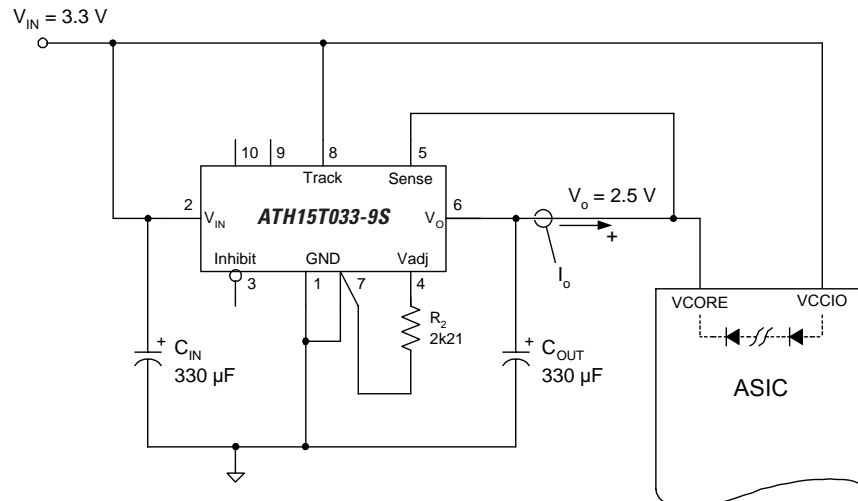 V_IN = 3.3 V
10 9 8 5
Track Sense
2 V_IN ATH15T033-9S V_O 6
V_o = 2.5 V
+
I_o
Inhibit GND Vadj
3 1 7 4
R_2
2k21
+ C_IN
330 µF
+ C_OUT
330 µF
VCORE VCCIO
ASIC